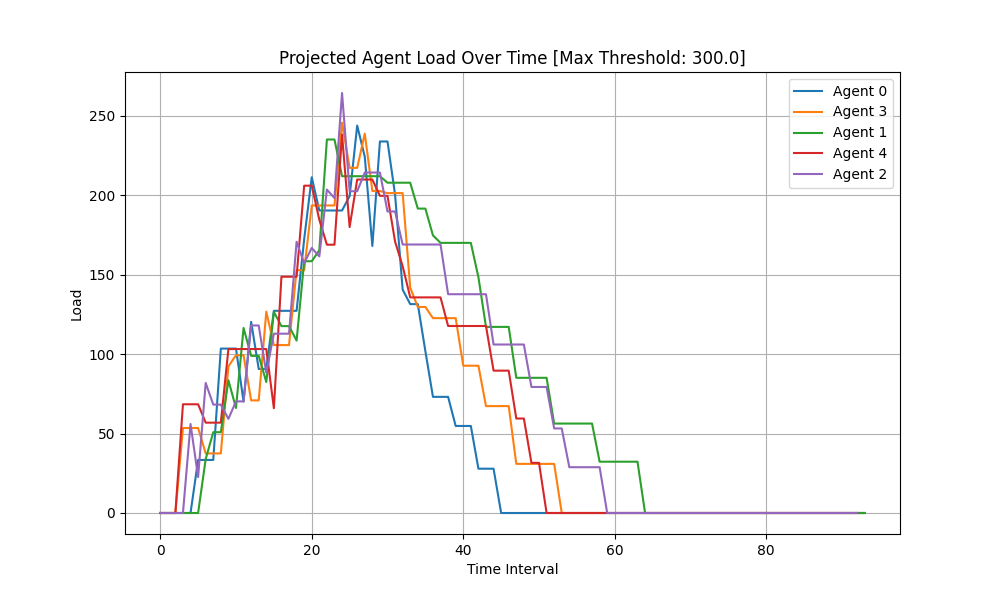 Projected Agent Load Over Time [Max Threshold: 300.0]
Agent 0
Agent 3
Agent 1
Agent 4
Agent 2
Load
250
200
150
100
50
0
0 20 40 60 80
Time Interval